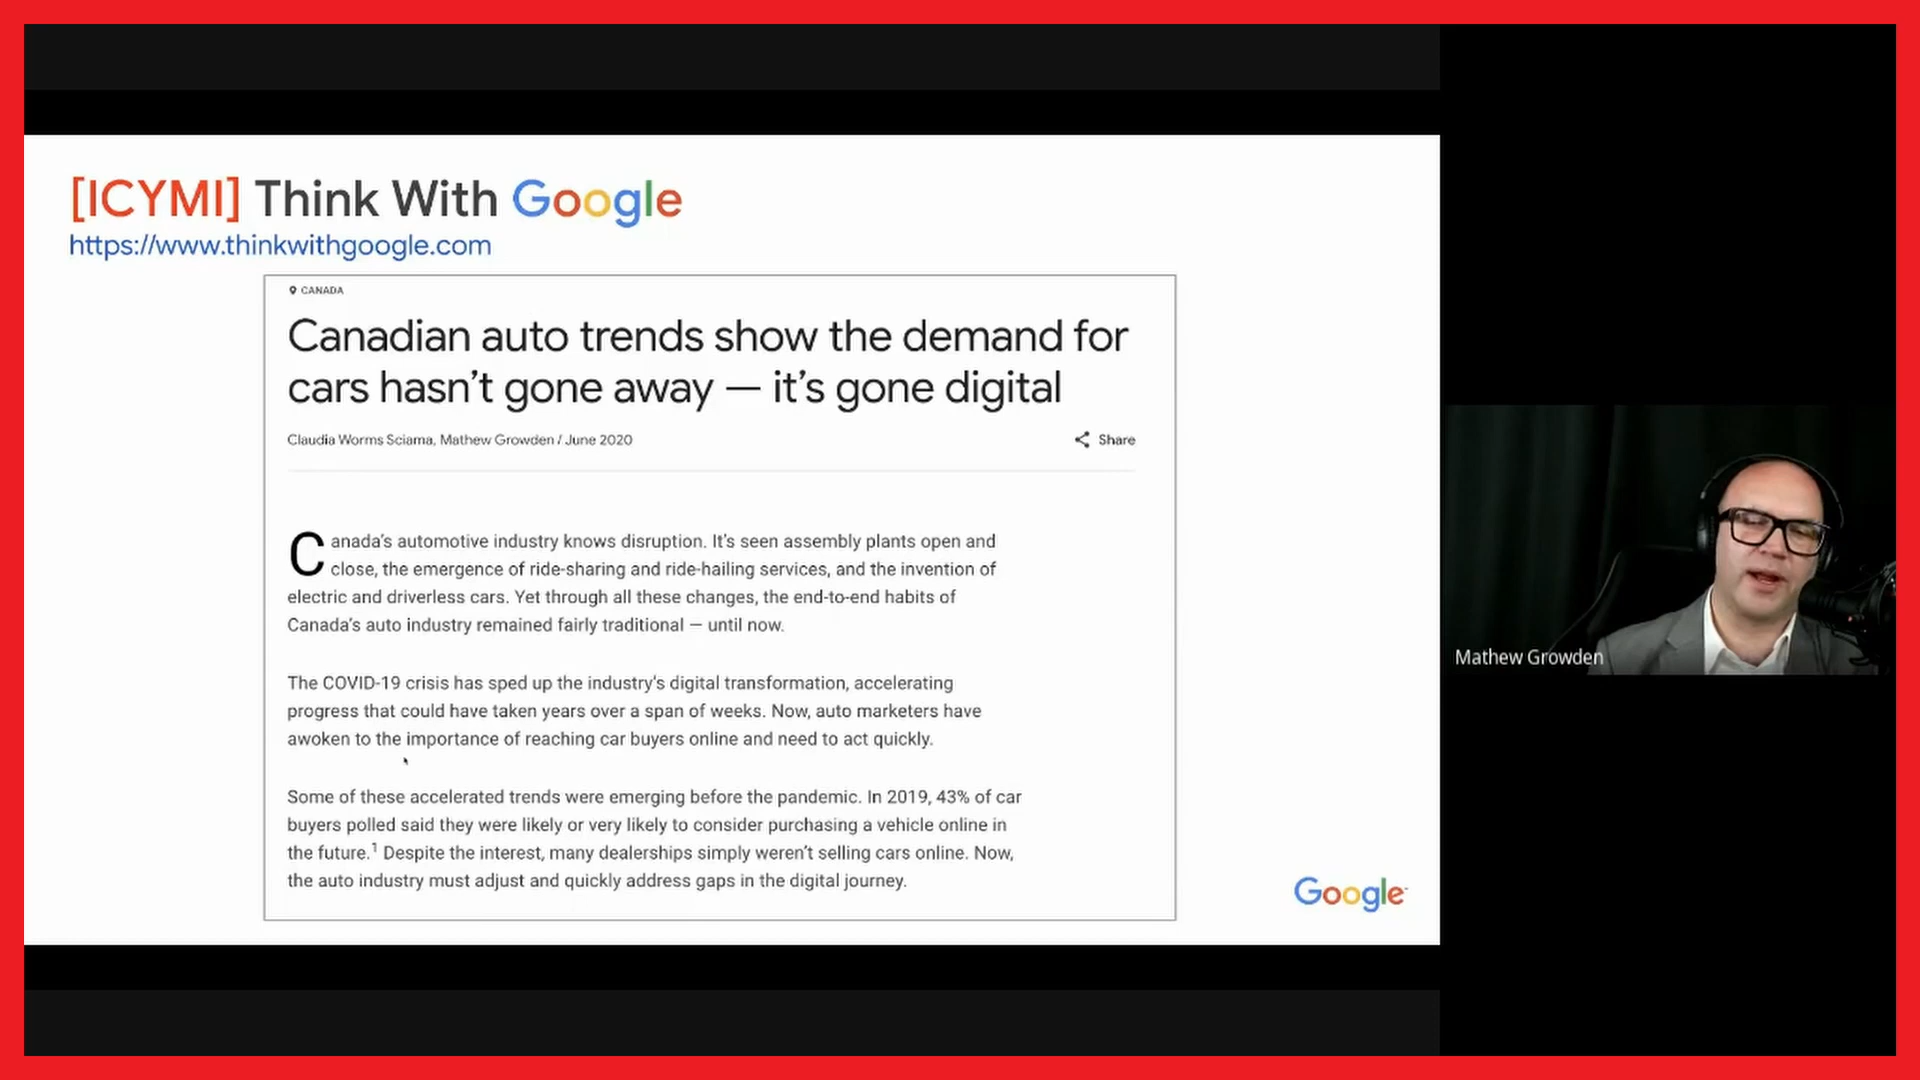 [ICYMI] Think With Google
https://www.thinkwithgoogle.com
CANADA
Canadian auto trends show the demand for
cars hasn’t gone away — it’s gone digital
Claudia Worms Sciama, Mathew Growden / June 2020
Share
Canada’s automotive industry knows disruption. It’s seen assembly plants open and
close, the emergence of ride-sharing and ride-hailing services, and the invention of
electric and driverless cars. Yet through all these changes, the end-to-end habits of
Canada’s auto industry remained fairly traditional — until now.
The COVID-19 crisis has sped up the industry’s digital transformation, accelerating
progress that could have taken years over a span of weeks. Now, auto marketers have
awoken to the importance of reaching car buyers online and need to act quickly.
Some of these accelerated trends were emerging before the pandemic. In 2019, 43% of car
buyers polled said they were likely or very likely to consider purchasing a vehicle online in
the future.1 Despite the interest, many dealerships simply weren’t selling cars online. Now,
the auto industry must adjust and quickly address gaps in the digital journey.
Google
Mathew Growden